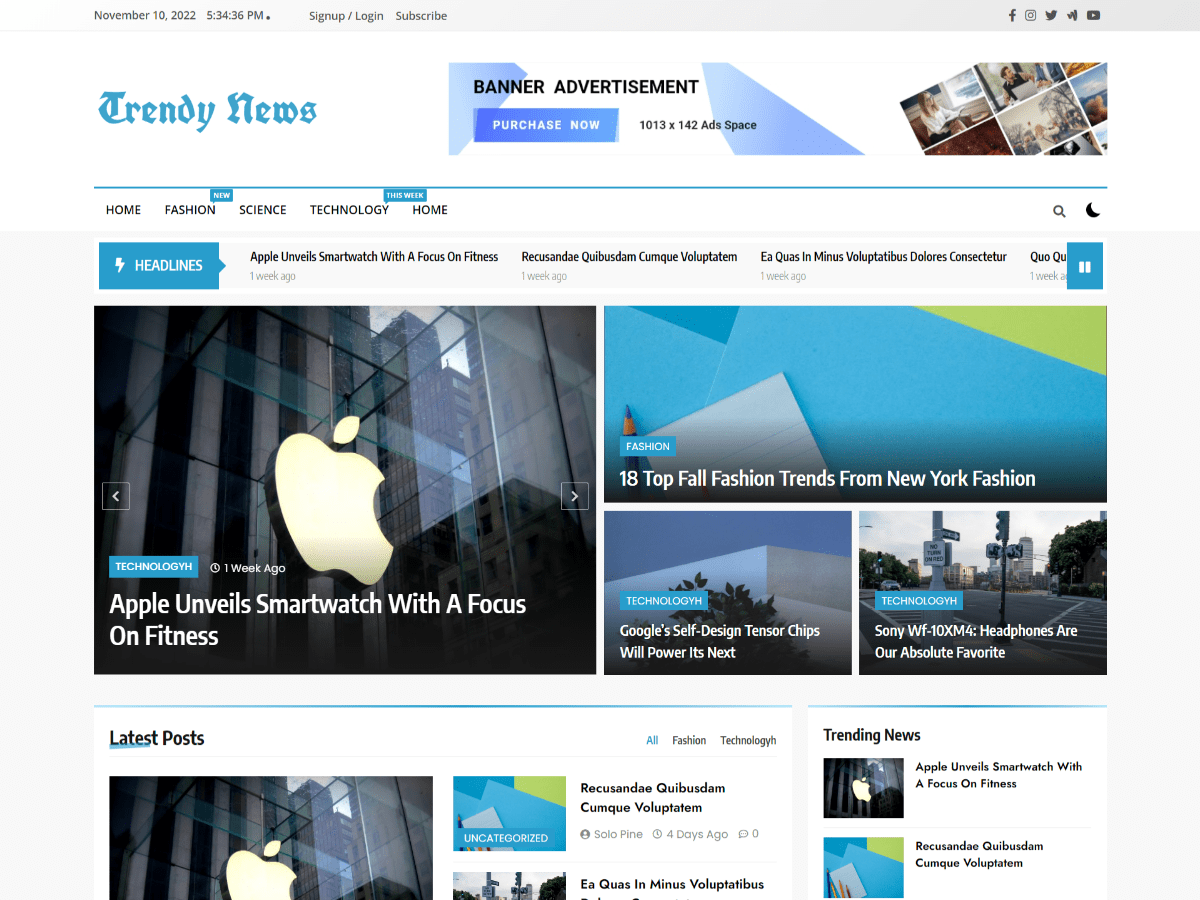 November 10, 2022 5:34:36 PM
Signup / Login Subscribe
Trendy News
BANNER ADVERTISEMENT
PURCHASE NOW
1013 x 142 Ads Space
NEW
THIS WEEK
HOME FASHION SCIENCE TECHNOLOGY HOME
HEADLINES
Apple Unveils Smartwatch With A Focus On Fitness
1 week ago
Recusandae Quibusdam Cumque Voluptatem
1 week ago
Ea Quas In Minus Voluptatibus Dolores Consectetur
1 week ago
Quo Qu
1 week a
TECHNOLOGYH
1 Week Ago
Apple Unveils Smartwatch With A Focus
On Fitness
FASHION
18 Top Fall Fashion Trends From New York Fashion
TECHNOLOGYH
Google's Self-Design Tensor Chips
Will Power Its Next
NO
TURN
ON RED
TECHNOLOGYH
Sony Wf-10XM4: Headphones Are
Our Absolute Favorite
Latest Posts
All Fashion Technologyh
UNCATEGORIZED
Recusandae Quibusdam
Cumque Voluptatem
Solo Pine 4 Days Ago 0
Ea Quas In Minus Voluptatibus
Trending News
Apple Unveils Smartwatch With
A Focus On Fitness
Recusandae Quibusdam
Cumque Voluptatem